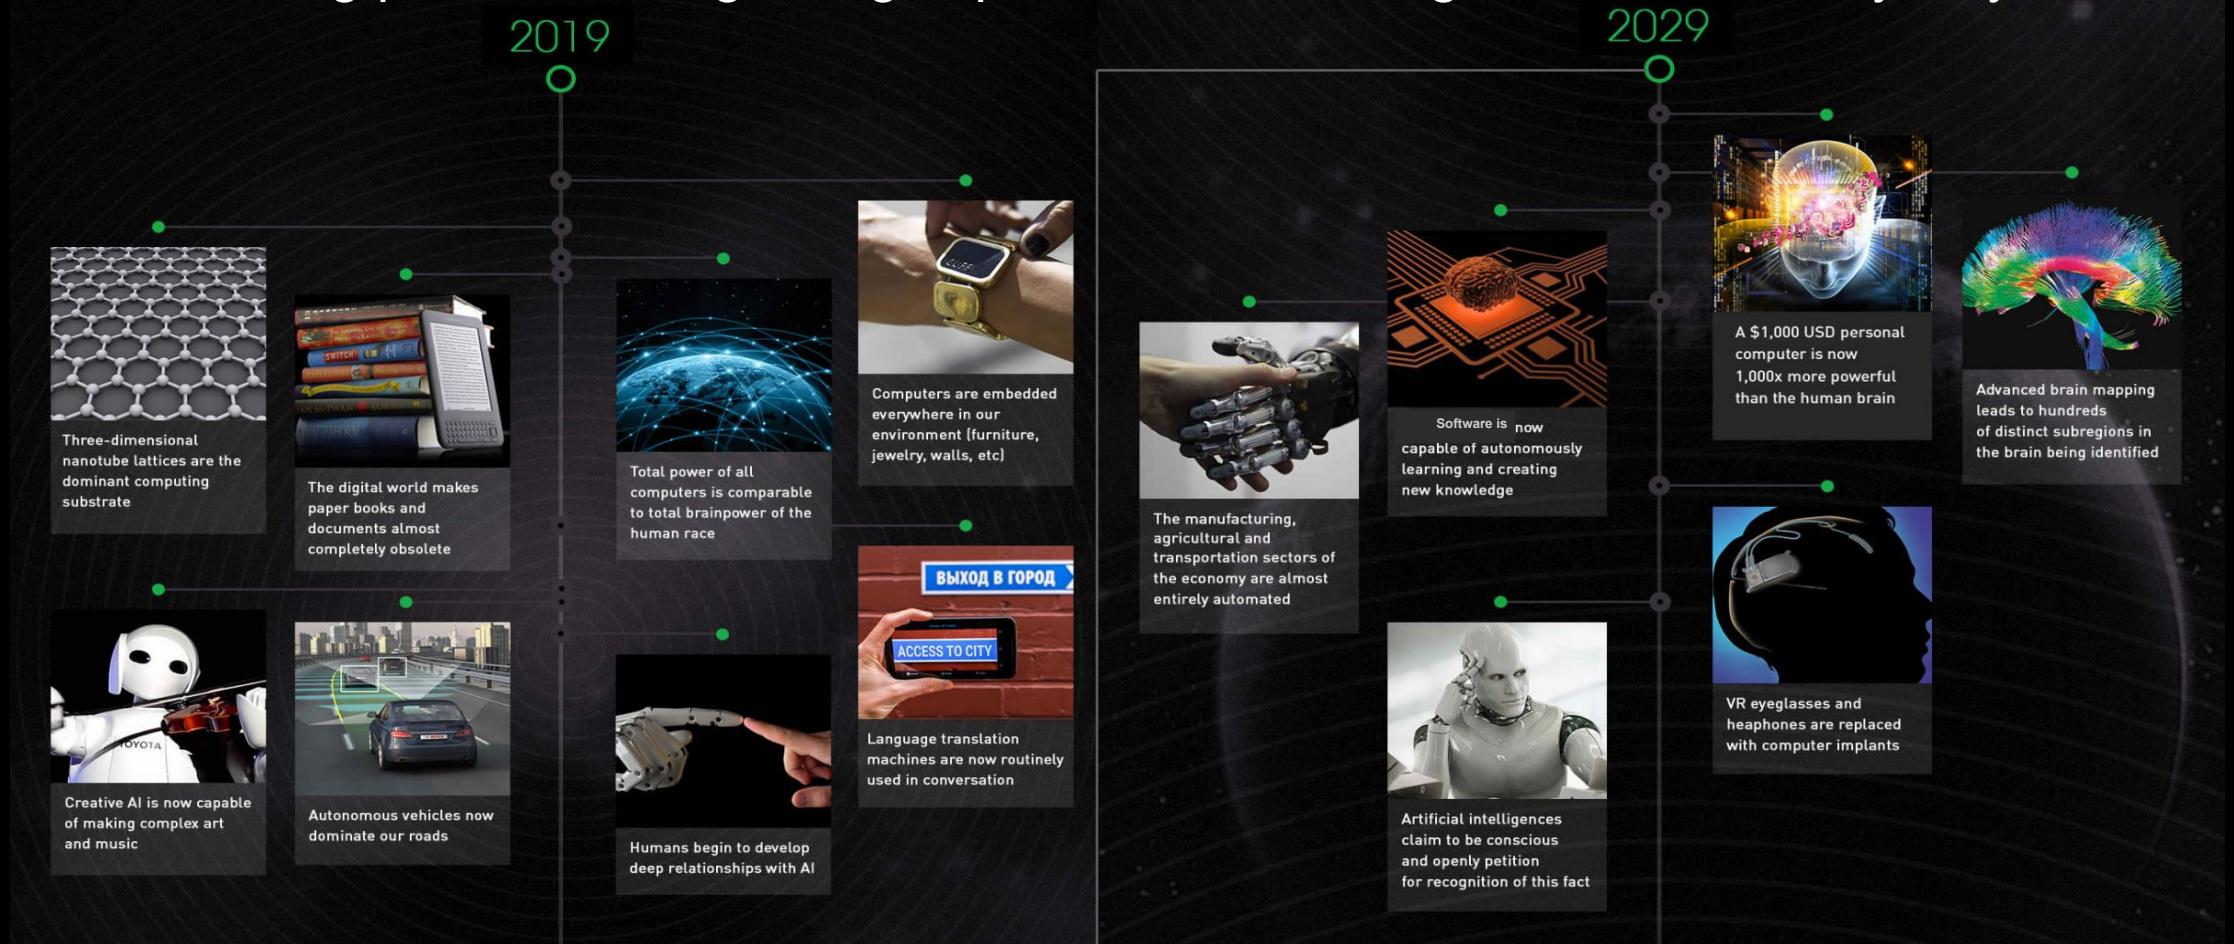 2019
Three-dimensional
nanotube lattices are the
dominant computing
substrate
SWITCH
The digital world makes
paper books and
documents almost
completely obsolete
Total power of all
computers is comparable
to total brainpower of the
human race
CUFF
Computers are embedded
everywhere in our
environment (furniture,
jewelry, walls, etc)
TOYOTA
Creative AI is now capable
of making complex art
and music
Autonomous vehicles now
dominate our roads
Humans begin to develop
deep relationships with AI
ВЫХОД В ГОРОД
ACCESS TO CITY
Language translation
machines are now routinely
used in conversation
2029
The manufacturing,
agricultural and
transportation sectors of
the economy are almost
entirely automated
Software is now
capable of autonomously
learning and creating
new knowledge
A $1,000 USD personal
computer is now
1,000x more powerful
than the human brain
Advanced brain mapping
leads to hundreds
of distinct subregions in
the brain being identified
Artificial intelligences
claim to be conscious
and openly petition
for recognition of this fact
VR eyeglasses and
heaphones are replaced
with computer implants